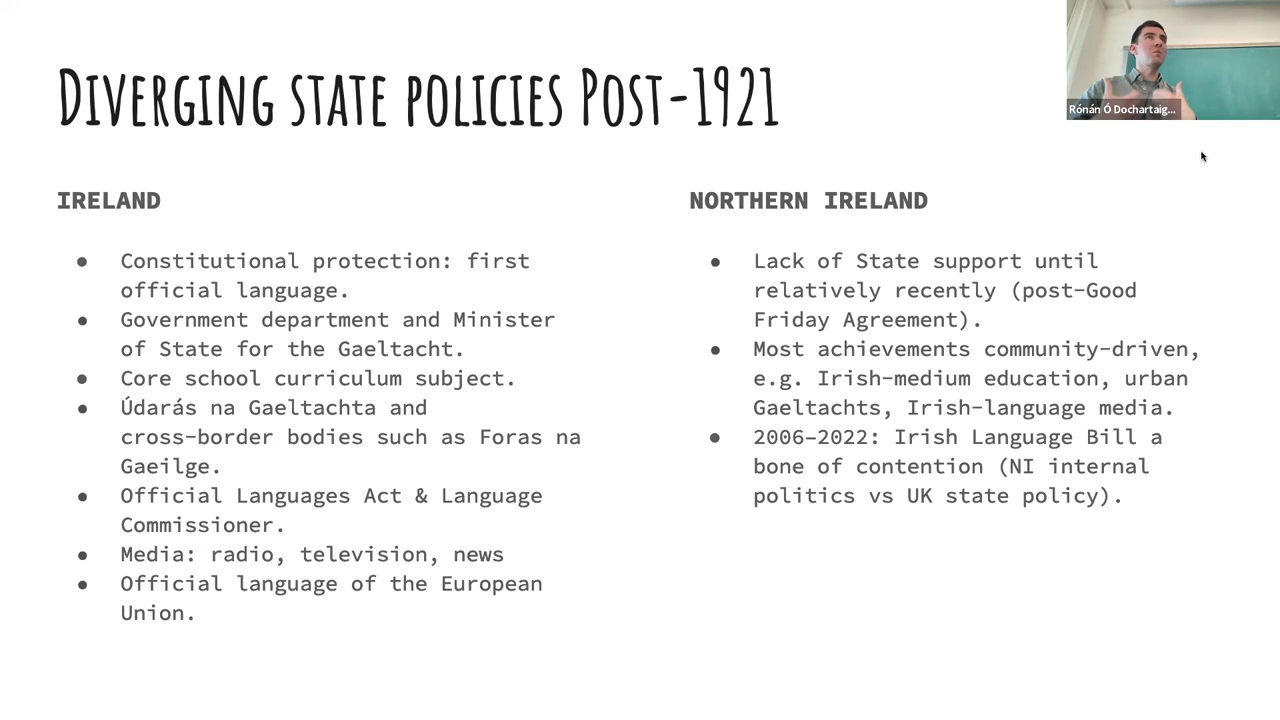 Diverging state policies Post-1921
Rónán Ó Dochartaig...
IRELAND
● Constitutional protection: first
official language.
● Government department and Minister
of State for the Gaeltacht.
● Core school curriculum subject.
● Údarás na Gaeltachta and
cross-border bodies such as Foras na
Gaeilge.
● Official Languages Act & Language
Commissioner.
● Media: radio, television, news
● Official language of the European
Union.
NORTHERN IRELAND
● Lack of State support until
relatively recently (post-Good
Friday Agreement).
● Most achievements community-driven,
e.g. Irish-medium education, urban
Gaeltachts, Irish-language media.
● 2006–2022: Irish Language Bill a
bone of contention (NI internal
politics vs UK state policy).